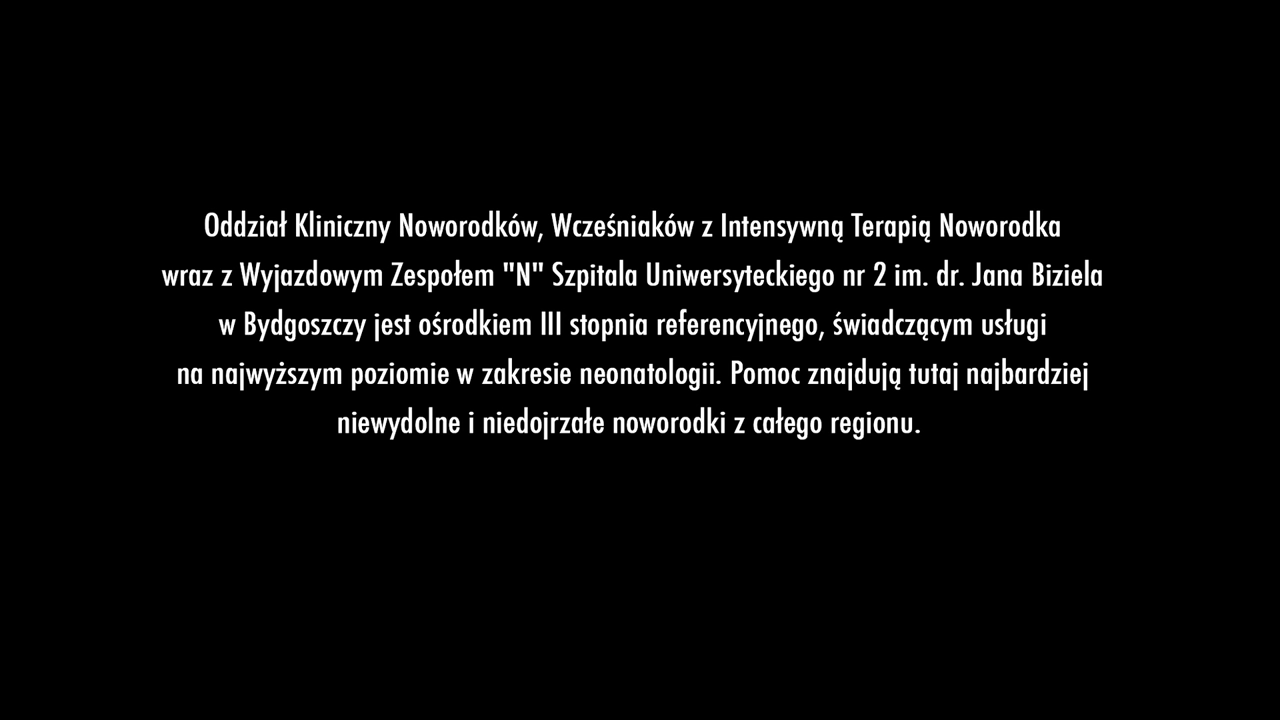 Oddział Kliniczny Noworodków, Wcześniaków z Intensywną Terapią Noworodka
wraz z Wyjazdowym Zespołem "N" Szpitala Uniwersyteckiego nr 2 im. dr. Jana Biziela
w Bydgoszczy jest ośrodkiem III stopnia referencyjnego, świadczącym usługi
na najwyższym poziomie w zakresie neonatologii. Pomoc znajdują tutaj najbardziej
niewydolne i niedojrzałe noworodki z całego regionu.